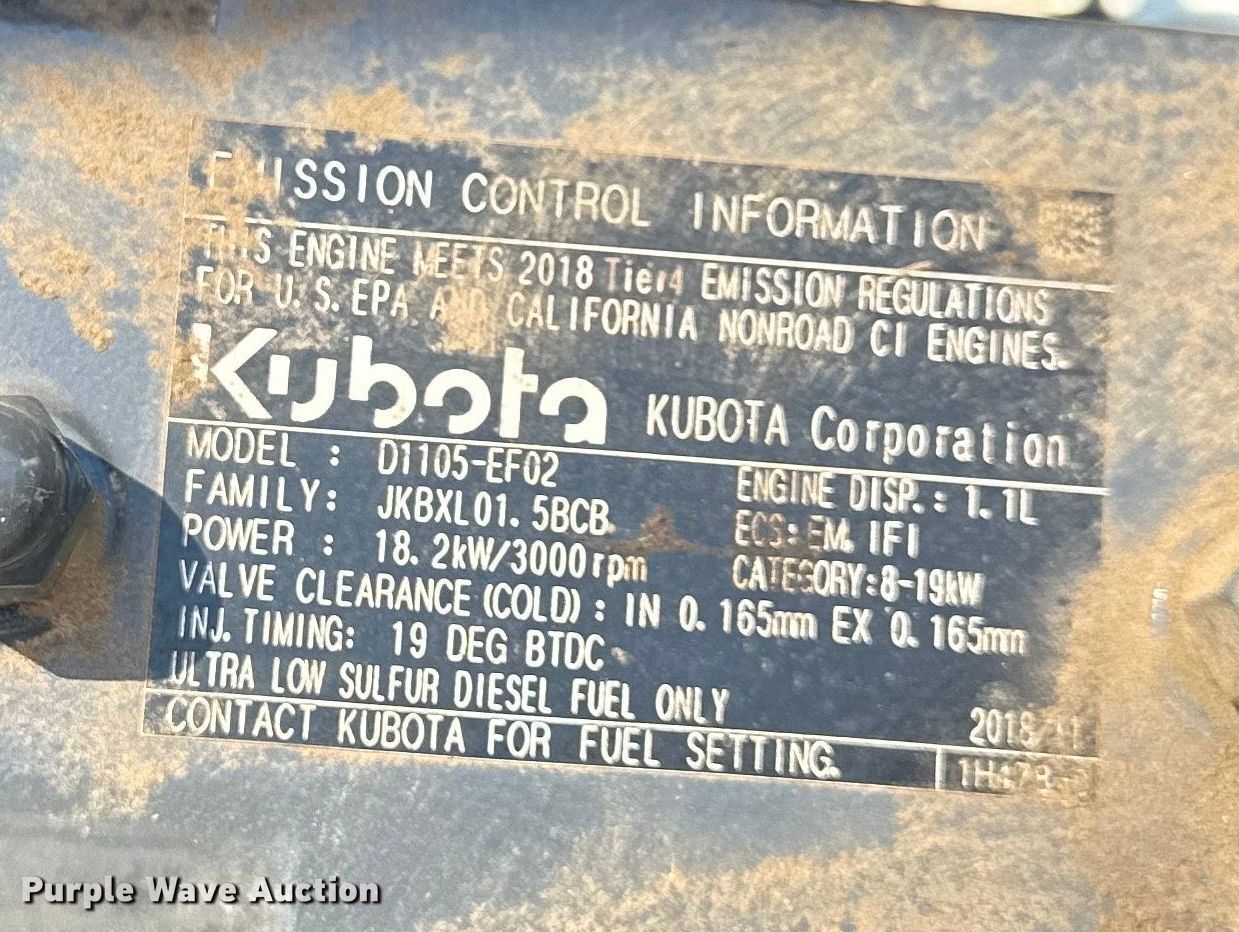 EMISSION CONTROL INFORMATION
THIS ENGINE MEETS 2018 Tier4 EMISSION REGULATIONS
FOR U.S.EPA AND CALIFORNIA NONROAD CI ENGINES.
Kubota KUBOTA Corporation
MODEL : D1105-EF02 ENGINE DISP.: 1.1L
FAMILY: JKBXL01.5BCB ECS: EM, IFI
POWER : 18.2kW/3000rpm CATEGORY:8-19kW
VALVE CLEARANCE(COLD): IN 0.165mm EX 0.165mm
INJ.TIMING: 19 DEG BTDC
ULTRA LOW SULFUR DIESEL FUEL ONLY 2018/11
CONTACT KUBOTA FOR FUEL SETTING.
Purple Wave Auction